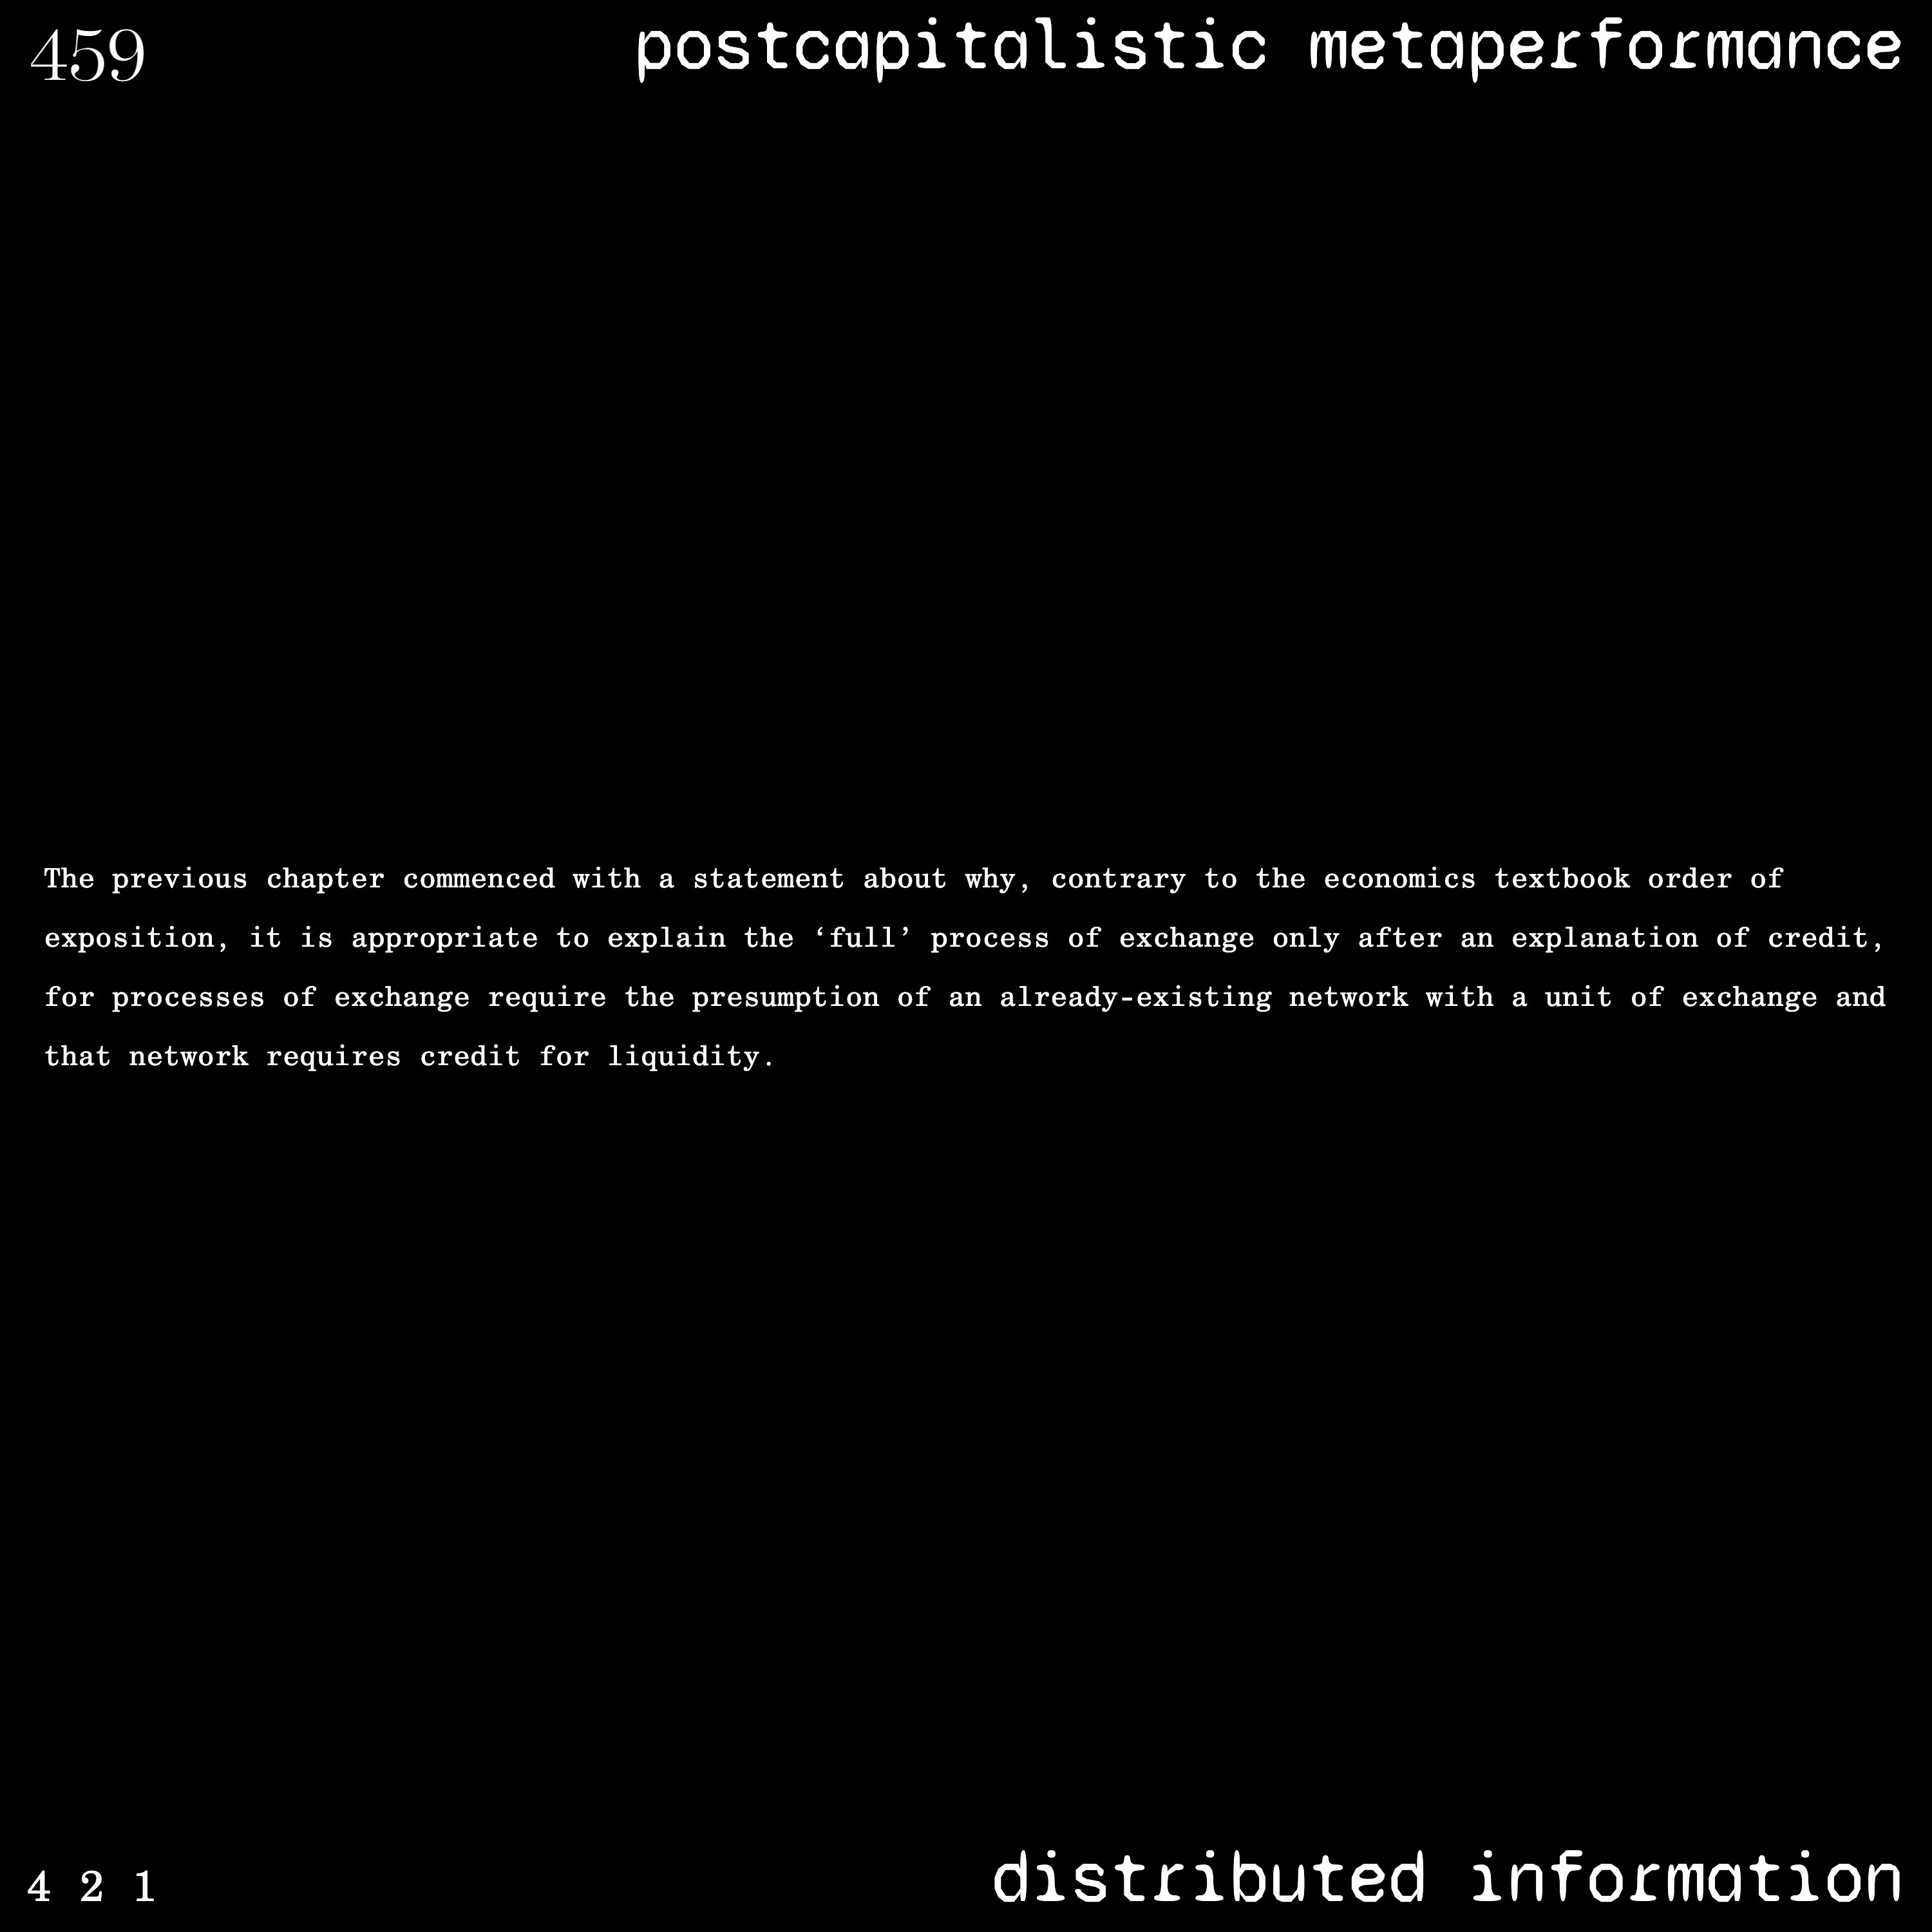 459
postcapitalistic metaperformance
The previous chapter commenced with a statement about why, contrary to the economics textbook order of
exposition, it is appropriate to explain the ‘full’ process of exchange only after an explanation of credit,
for processes of exchange require the presumption of an already-existing network with a unit of exchange and
that network requires credit for liquidity.
4 2 1
distributed information